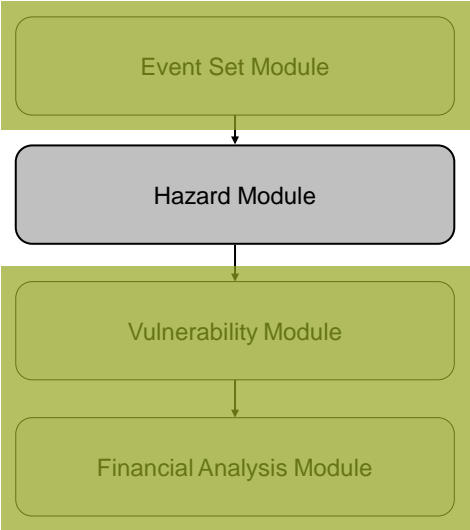 Event Set Module
Hazard Module
Vulnerability Module
Financial Analysis Module